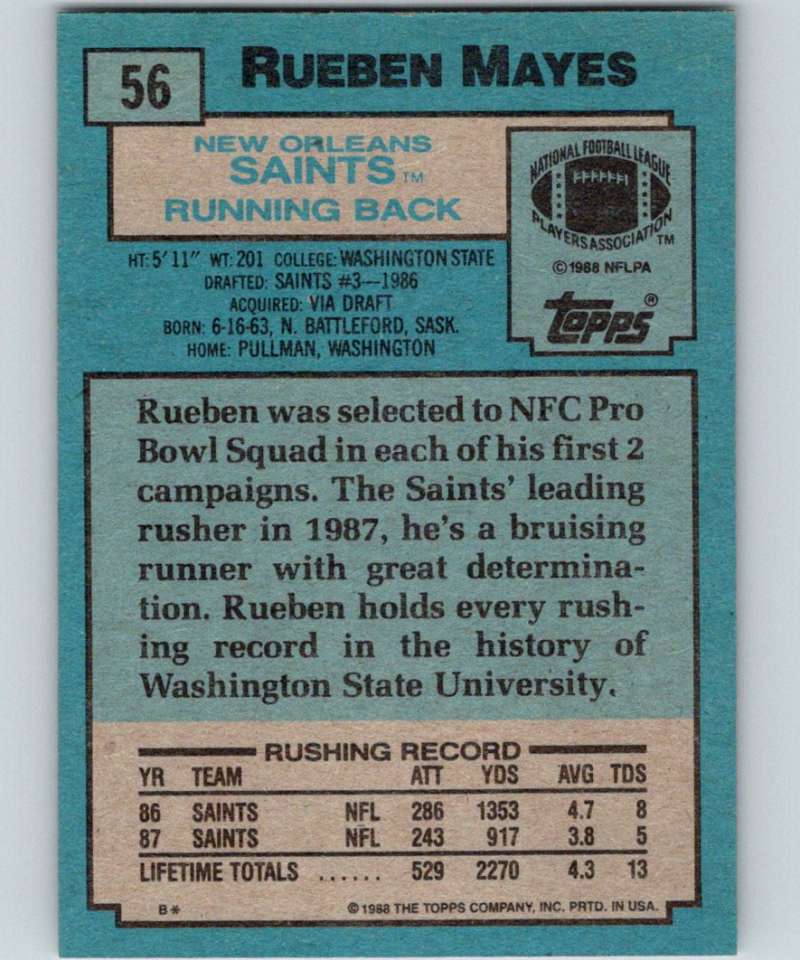 56
RUEBEN MAYES
NEW ORLEANS
SAINTS™
RUNNING BACK
NATIONAL FOOTBALL LEAGUE
PLAYERS ASSOCIATION™
©1988 NFLPA
topps®
HT: 5'11" WT: 201 COLLEGE: WASHINGTON STATE
DRAFTED: SAINTS #3—1986
ACQUIRED: VIA DRAFT
BORN: 6-16-63, N. BATTLEFORD, SASK.
HOME: PULLMAN, WASHINGTON
Rueben was selected to NFC Pro
Bowl Squad in each of his first 2
campaigns. The Saints' leading
rusher in 1987, he's a bruising
runner with great determina-
tion. Rueben holds every rush-
ing record in the history of
Washington State University.
RUSHING RECORD
YR TEAM ATT YDS AVG TDS
86 SAINTS NFL 286 1353 4.7 8
87 SAINTS NFL 243 917 3.8 5
LIFETIME TOTALS ...... 529 2270 4.3 13
B* ©1988 THE TOPPS COMPANY, INC. PRTD. IN USA.